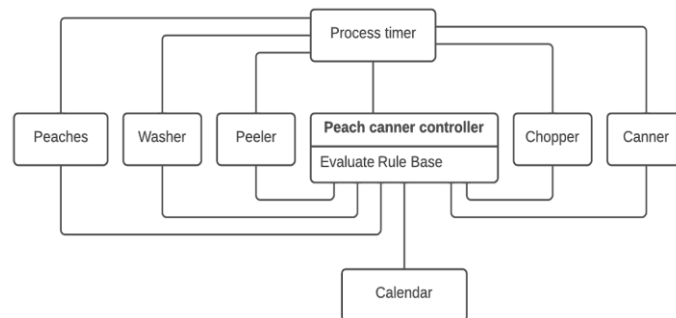 Process timer
Peaches
Washer
Peeler
Peach canner controller
Evaluate Rule Base
Chopper
Canner
Calendar